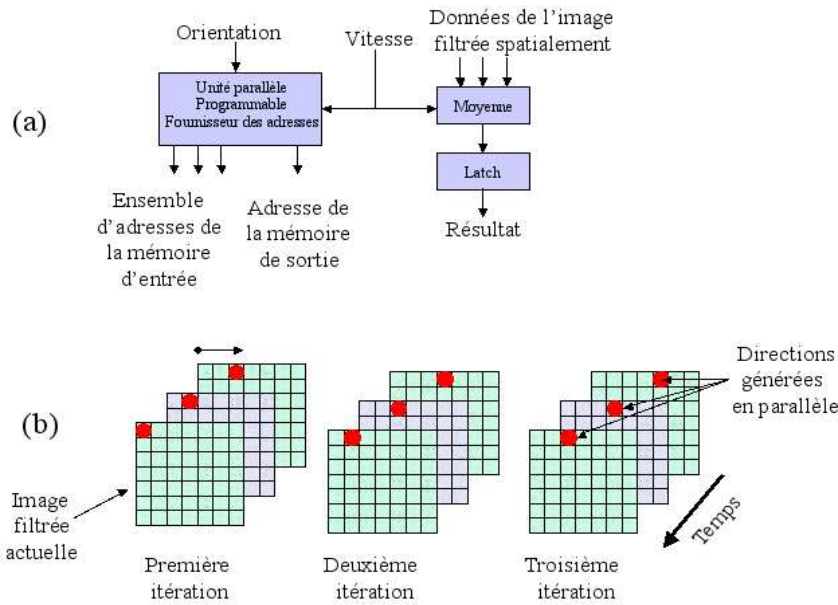 Orientation
Vitesse
Données de l'image
filtrée spatialement
(a)
Unité parallèle
Programmable
Fournisseur des adresses
Moyenne
Latch
Ensemble
d'adresses de
la mémoire
d'entrée
Adresse de
la mémoire
de sortie
Résultat
(b)
Directions
générées
en parallèle
Image
filtrée
actuelle
Temps
Première
itération
Deuxième
itération
Troisième
itération